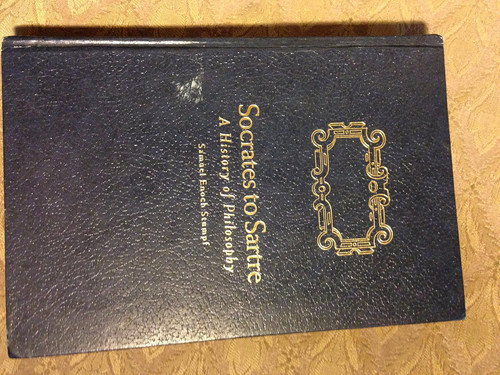 Socrates to Sartre
A History of Philosophy
Samuel Enoch Stumpf